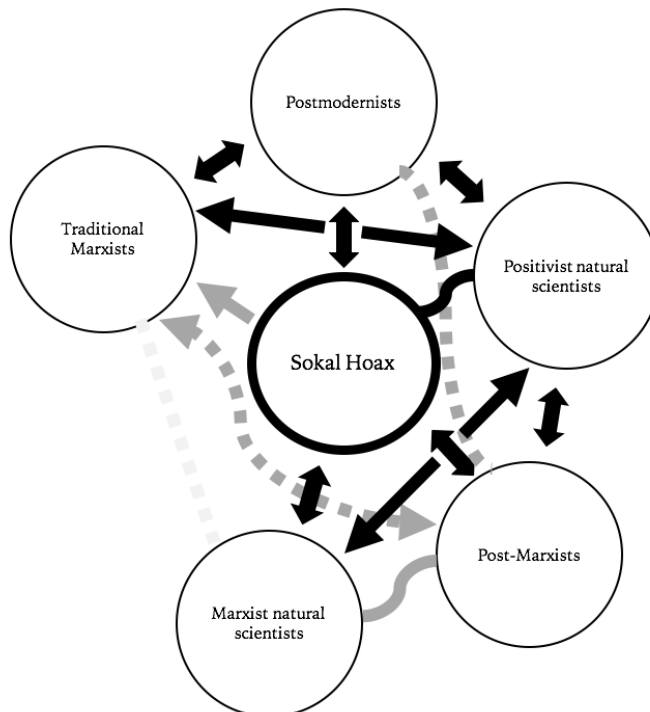 Postmodernists
Traditional
Marxists
Positivist natural
scientists
Sokal Hoax
Post-Marxists
Marxist natural
scientists